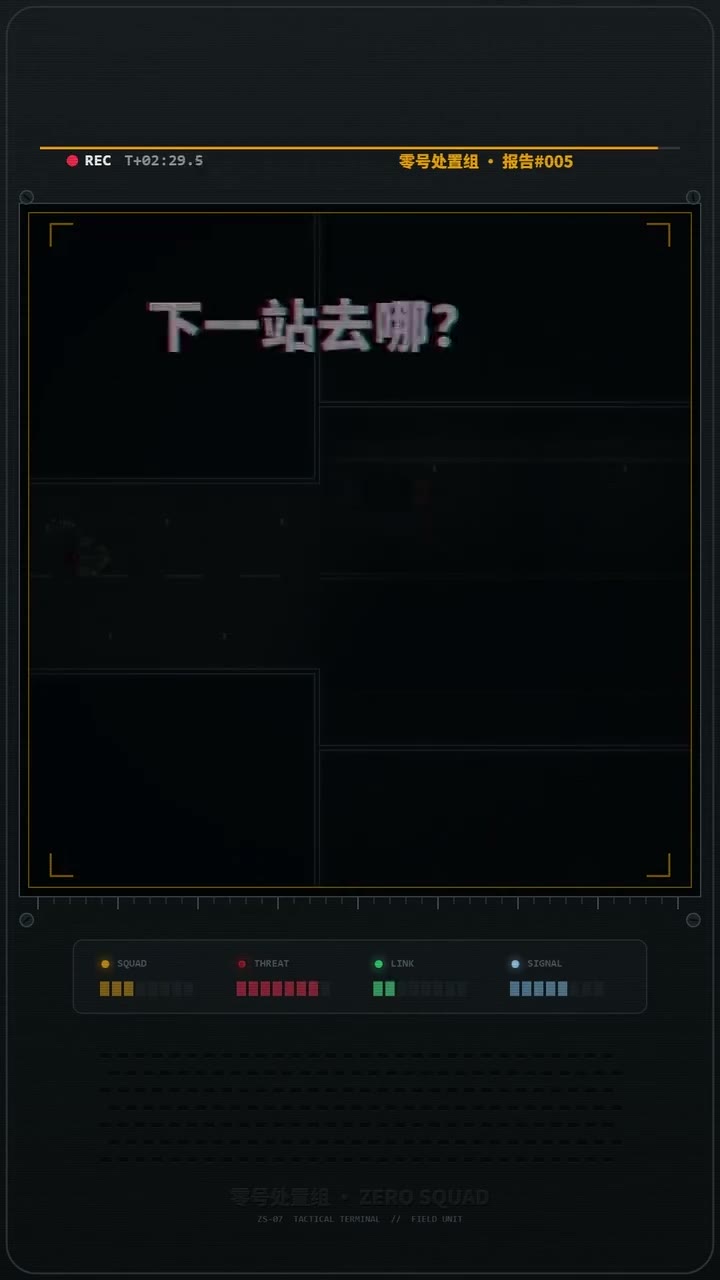 REC T+02:29.5
零号处置组 • 报告#005
下一站去哪?
SQUAD
THREAT
LINK
SIGNAL
零号处置组 • ZERO SQUAD
ZS-07 TACTICAL TERMINAL // FIELD UNIT